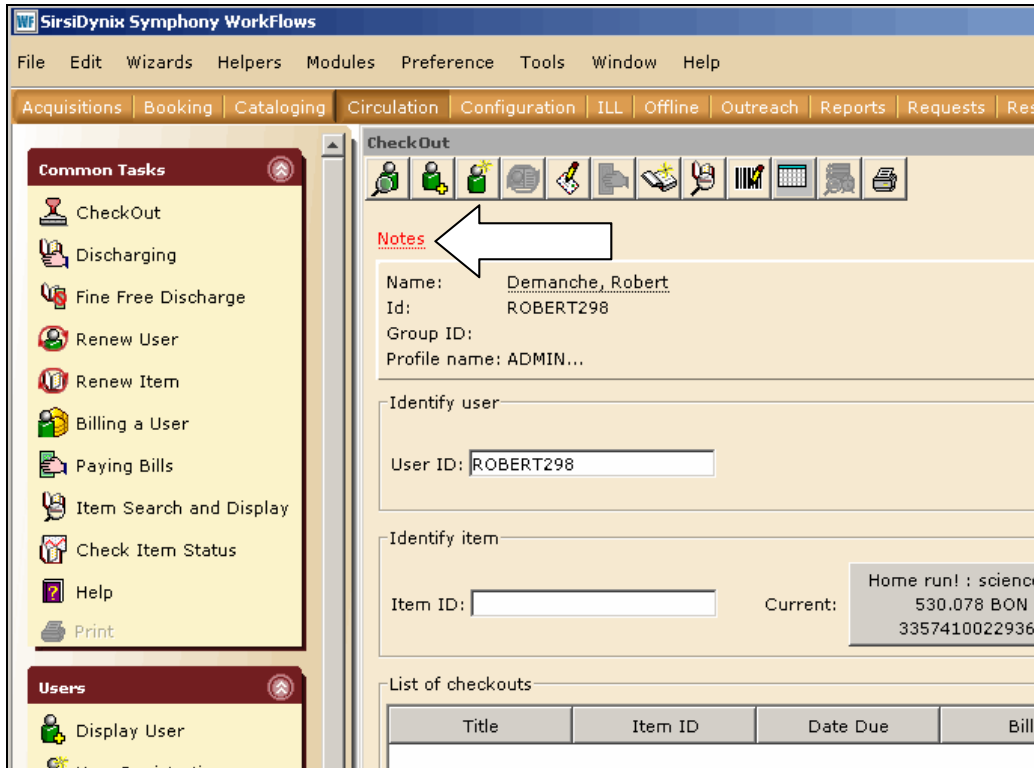 WF SirsiDynix Symphony WorkFlows
File Edit Wizards Helpers Modules Preference Tools Window Help
Acquisitions Booking Cataloging Circulation Configuration ILL Offline Outreach Reports Requests
Common Tasks
CheckOut
Discharging
Fine Free Discharge
Renew User
Renew Item
Billing a User
Paying Bills
Item Search and Display
Check Item Status
? Help
Print
Users
Display User
CheckOut
Notes
Name: Demanche, Robert
Id: ROBERT298
Group ID:
Profile name: ADMIN...
Identify user
User ID: ROBERT298
Identify item
Item ID:
Current:
Home run! : science
530.078 BON
3357410022936
List of checkouts
Title Item ID Date Due Bill